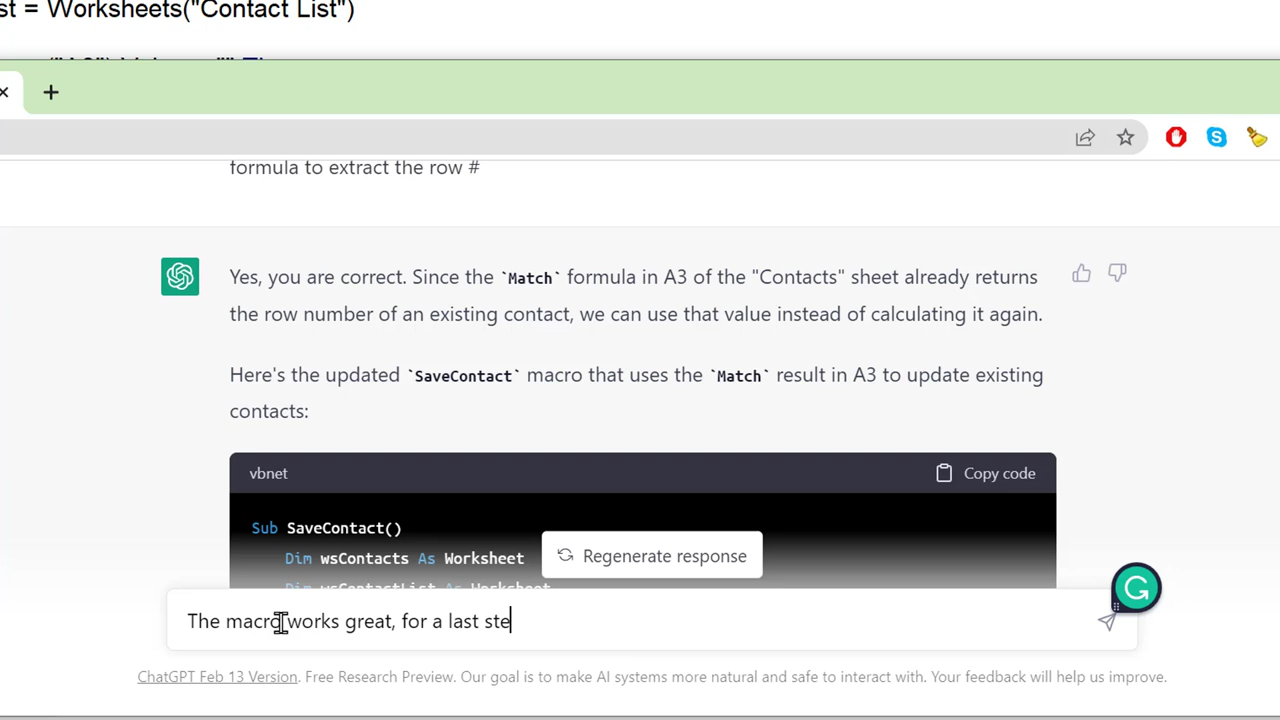 st = Worksheets("Contact List")
formula to extract the row #
Yes, you are correct. Since the `Match` formula in A3 of the "Contacts" sheet already returns
the row number of an existing contact, we can use that value instead of calculating it again.
Here's the updated `SaveContact` macro that uses the `Match` result in A3 to update existing
contacts:
vbnet Copy code
Sub SaveContact()
Dim wsContacts As Worksheet
Dim wsContactList As Worksheet
Regenerate response
The macro works great, for a last ste
ChatGPT Feb 13 Version. Free Research Preview. Our goal is to make AI systems more natural and safe to interact with. Your feedback will help us improve.